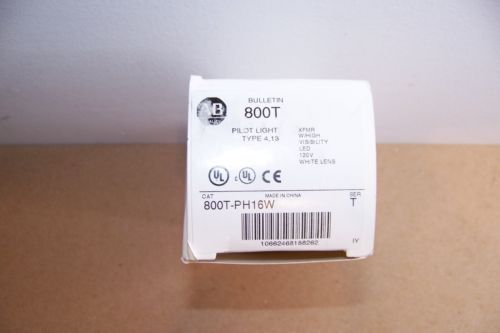 AB
BULLETIN
800T
PILOT LIGHT
TYPE 4,13
XFMR
W/HIGH
VISIBILITY
LED
120V
WHITE LENS
UL
c UL
CE
CAT
MADE IN CHINA
SER
800T-PH16W
T
10662468188262
IY